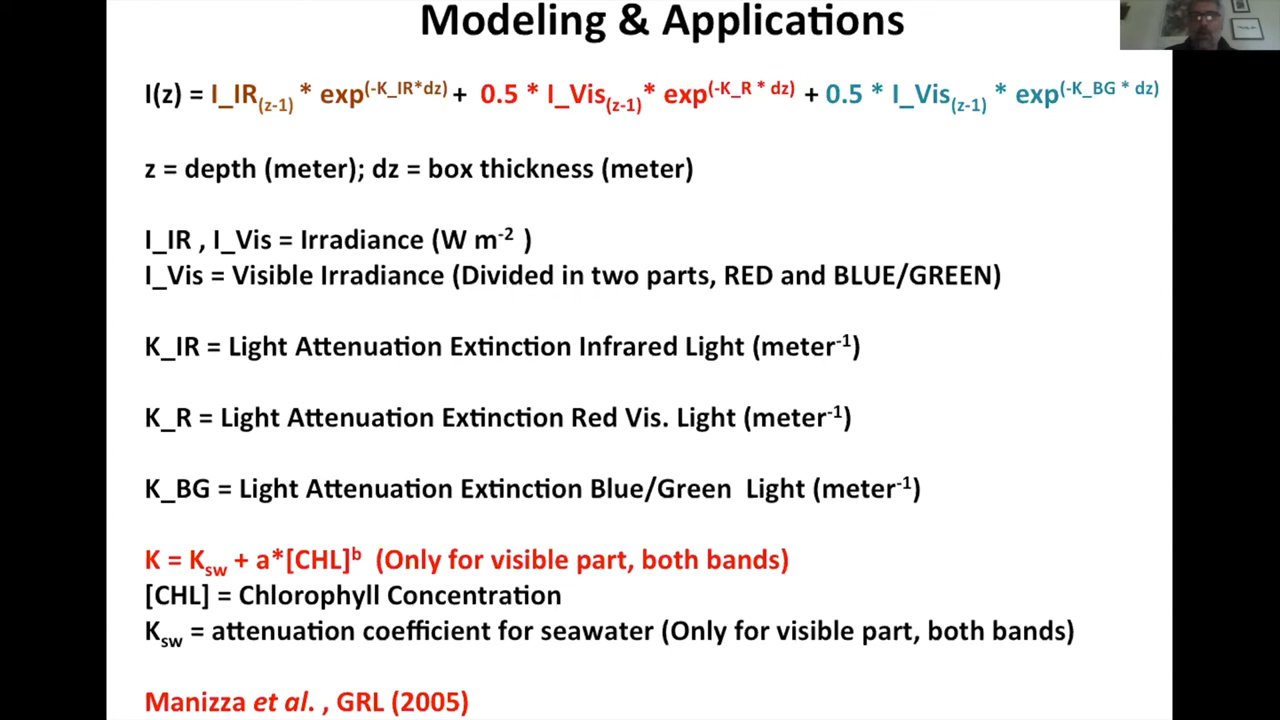 Modeling & Applications
I(z) = I_IR(z-1) * exp(-K_IR*dz) + 0.5 * I_Vis(z-1)* exp(-K_R * dz) + 0.5 * I_Vis(z-1) * exp(-K_BG * dz)
z = depth (meter); dz = box thickness (meter)
I_IR , I_Vis = Irradiance (W m-2 )
I_Vis = Visible Irradiance (Divided in two parts, RED and BLUE/GREEN)
K_IR = Light Attenuation Extinction Infrared Light (meter-1)
K_R = Light Attenuation Extinction Red Vis. Light (meter-1)
K_BG = Light Attenuation Extinction Blue/Green Light (meter-1)
K = Ksw + a*[CHL]b (Only for visible part, both bands)
[CHL] = Chlorophyll Concentration
Ksw = attenuation coefficient for seawater (Only for visible part, both bands)
Manizza et al. , GRL (2005)